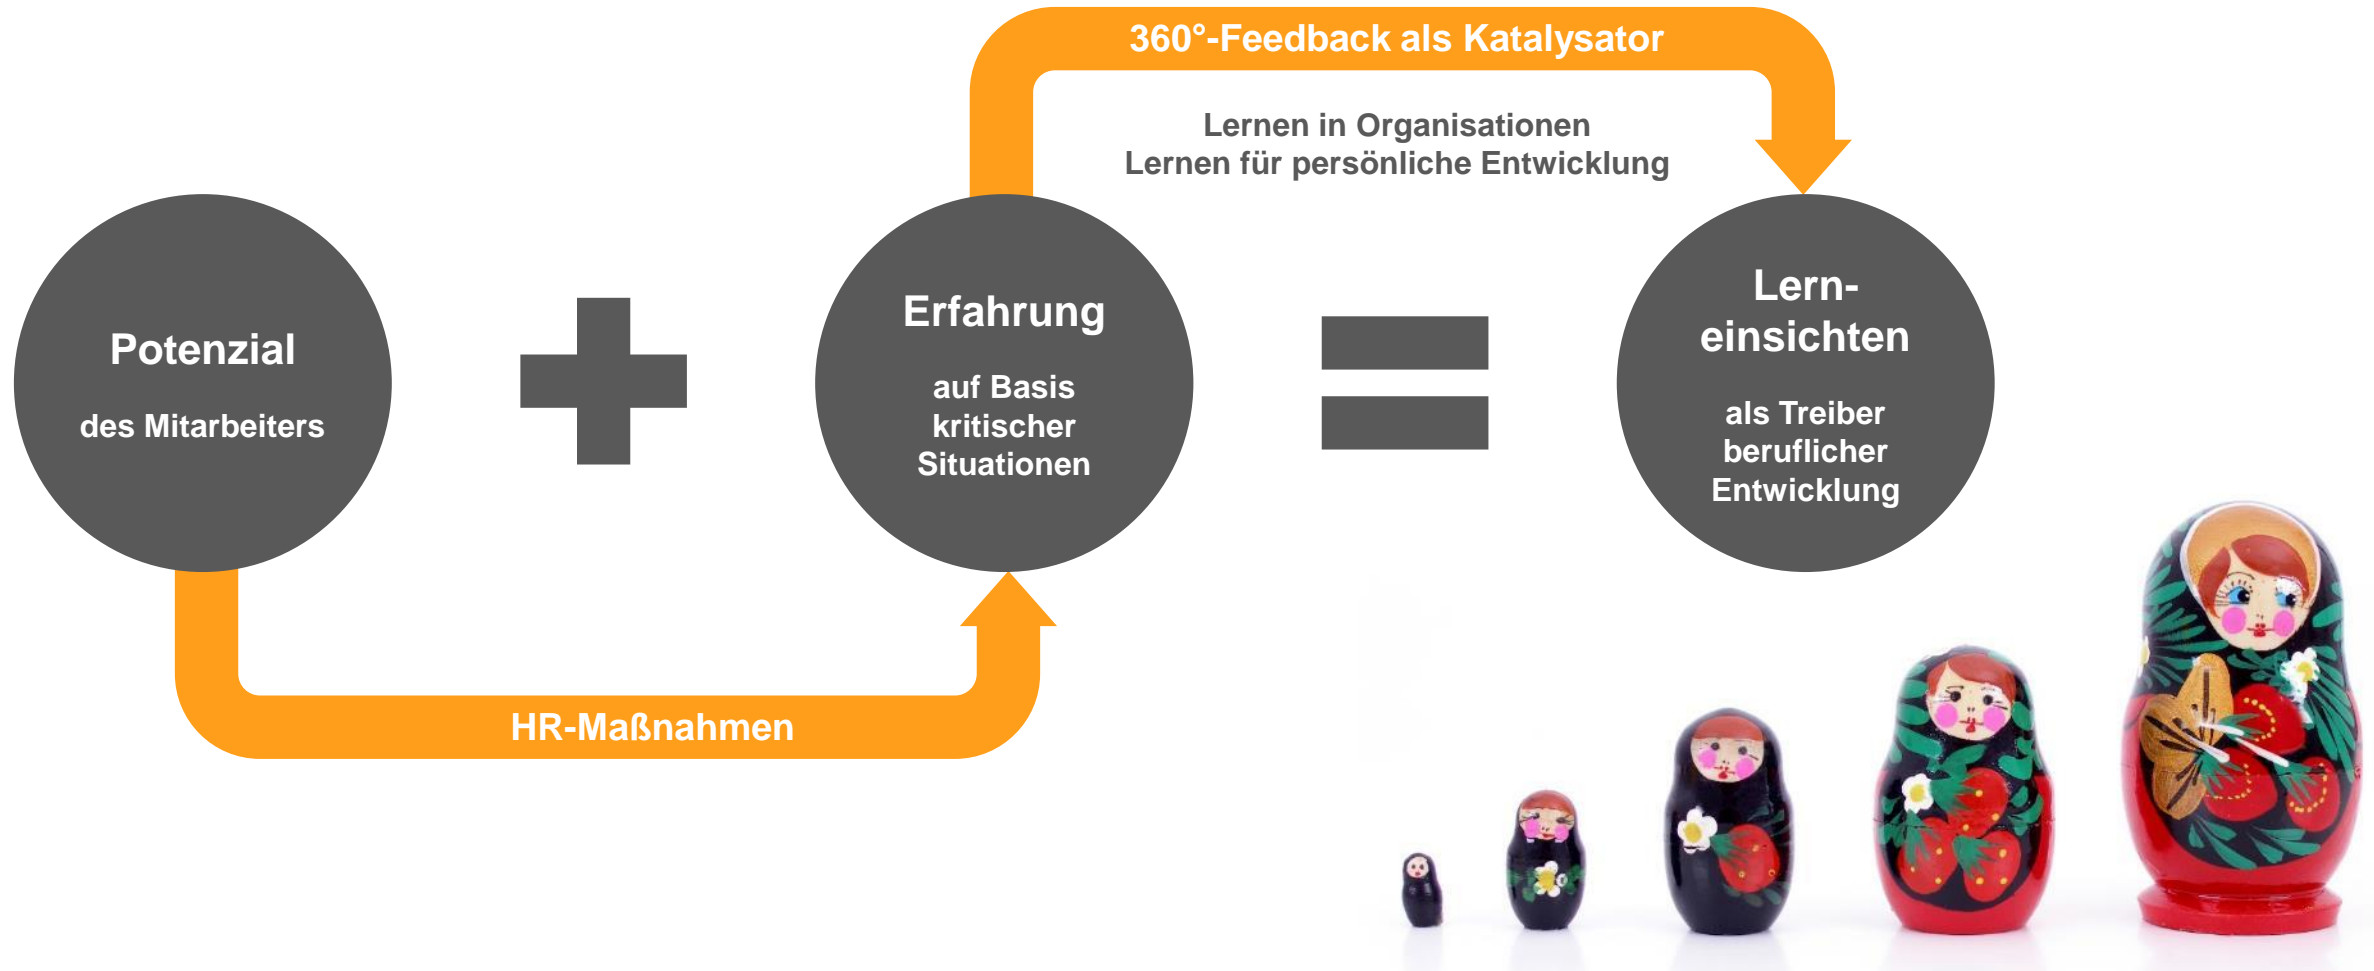 360°-Feedback als Katalysator
Lernen in Organisationen
Lernen für persönliche Entwicklung
Potenzial
des Mitarbeiters
Erfahrung
auf Basis
kritischer
Situationen
Lern-
einsichten
als Treiber
beruflicher
Entwicklung
HR-Maßnahmen